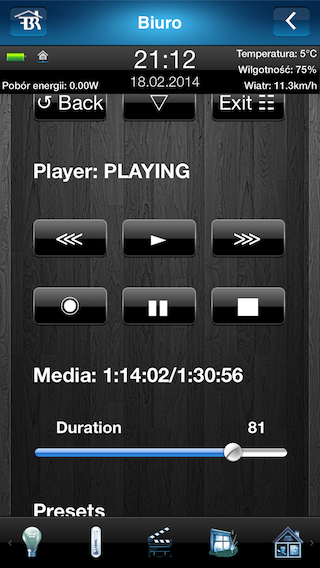 Biuro
21:12
18.02.2014
Temperatura: 5°C
Wilgotność: 75%
Pobór energii: 0.00W
Wiatr: 11.3km/h
↺ Back
▽
Exit ☷
Player: PLAYING
Media: 1:14:02/1:30:56
Duration 81
Presets